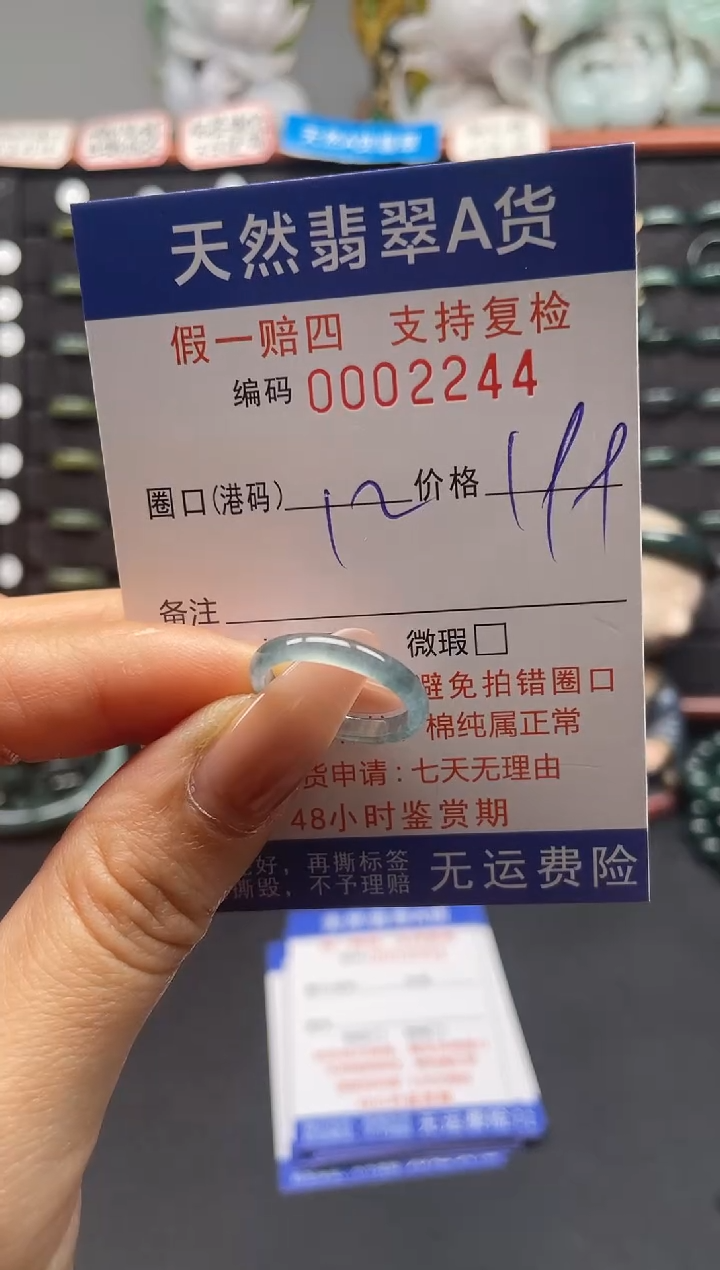 天然翡翠A货
假一赔四 支持复检
编码 0002244
圈口(港码) 12 价格
备注
微瑕□
避免拍错圈口
棉纯属正常
货申请:七天无理由
48小时鉴赏期
好，再撕标签
撕毁，不予理赔
无运费险